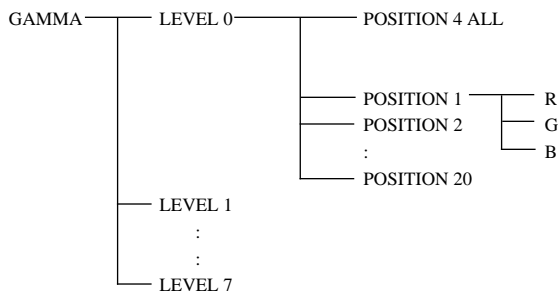 GAMMA LEVEL 0 POSITION 4 ALL
POSITION 1 R
POSITION 2 G
: B
POSITION 20
LEVEL 1
:
:
LEVEL 7